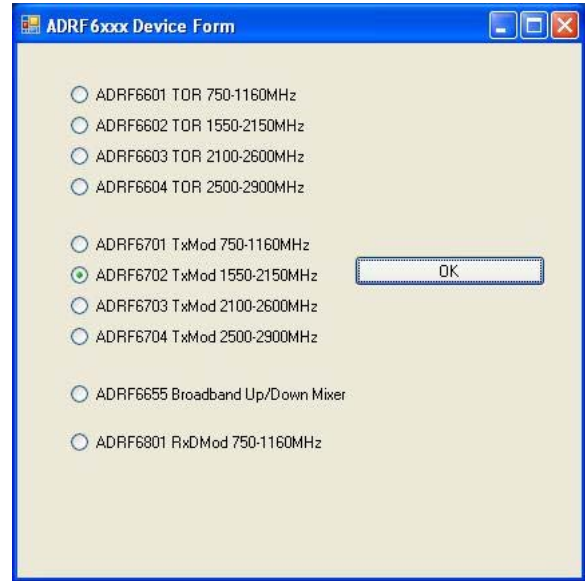 ADRF6xxx Device Form
ADRF6601 TOR 750-1160MHz
ADRF6602 TOR 1550-2150MHz
ADRF6603 TOR 2100-2600MHz
ADRF6604 TOR 2500-2900MHz
ADRF6701 TxMod 750-1160MHz
ADRF6702 TxMod 1550-2150MHz
OK
ADRF6703 TxMod 2100-2600MHz
ADRF6704 TxMod 2500-2900MHz
ADRF6655 Broadband Up/Down Mixer
ADRF6801 RxDMod 750-1160MHz